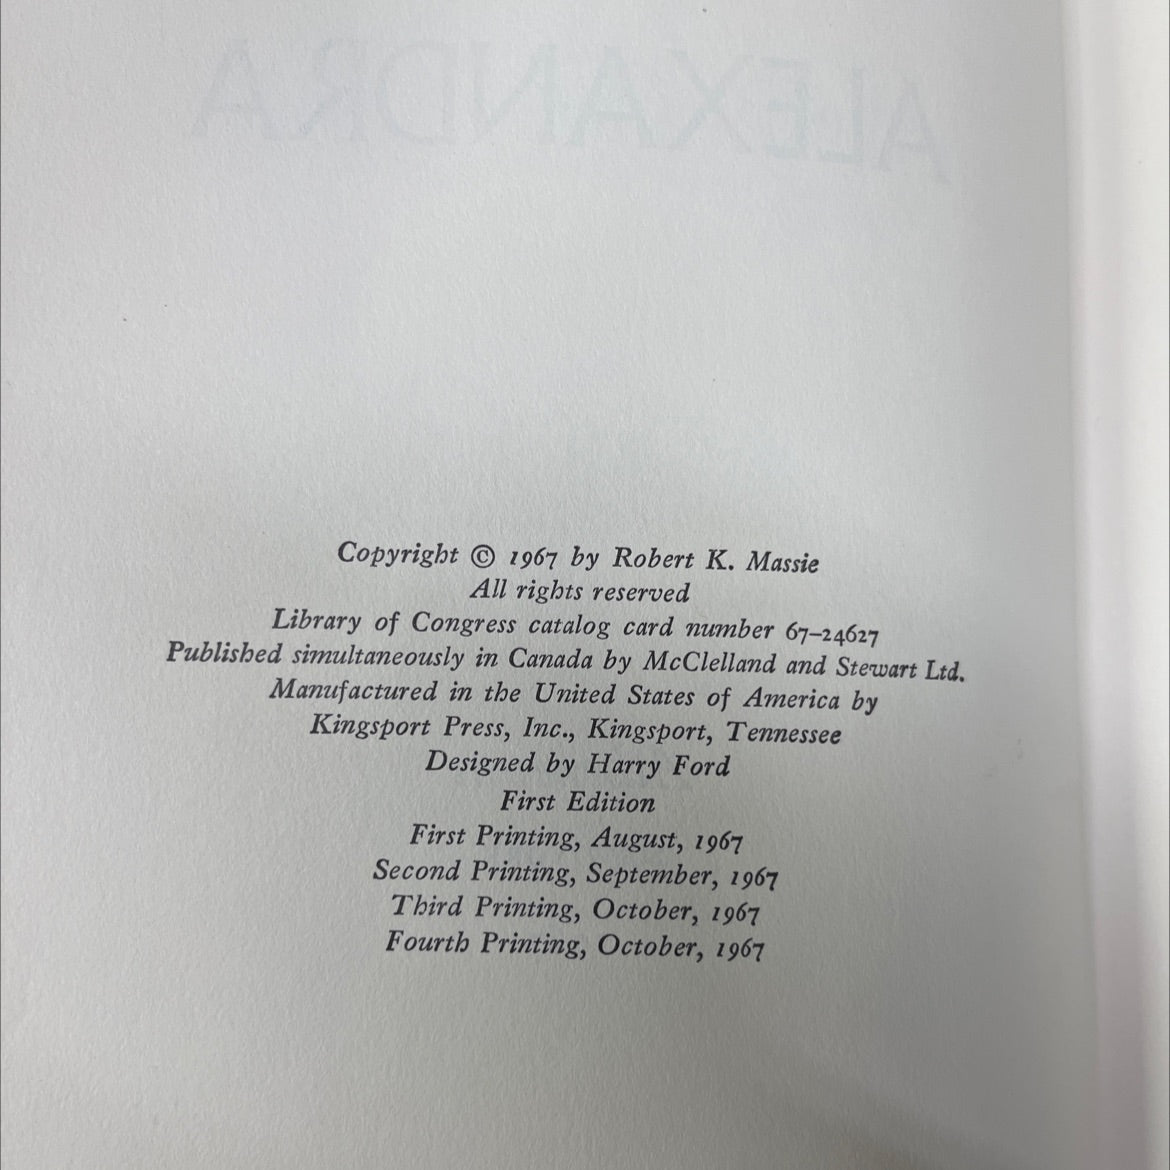 ALEXANDRA
Copyright © 1967 by Robert K. Massie
All rights reserved
Library of Congress catalog card number 67–24627
Published simultaneously in Canada by McClelland and Stewart Ltd.
Manufactured in the United States of America by
Kingsport Press, Inc., Kingsport, Tennessee
Designed by Harry Ford
First Edition
First Printing, August, 1967
Second Printing, September, 1967
Third Printing, October, 1967
Fourth Printing, October, 1967